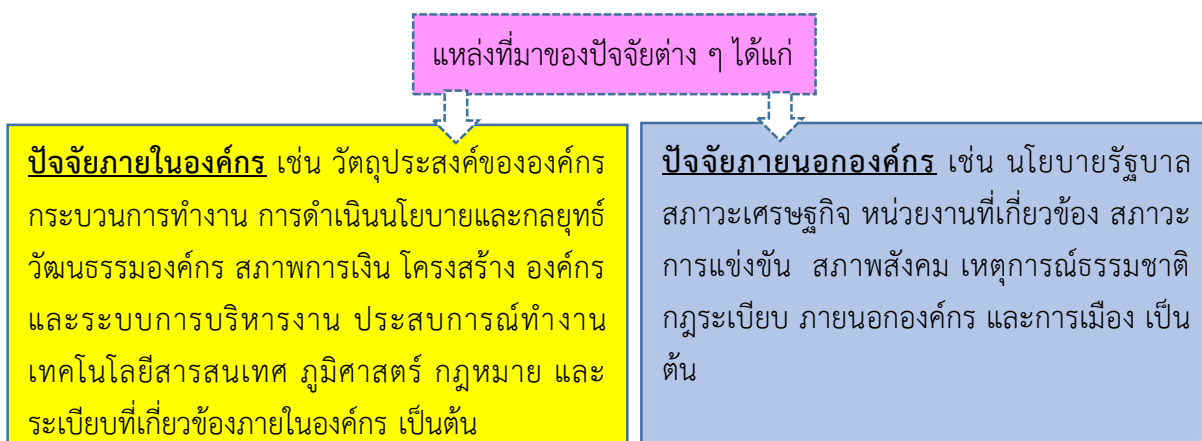 แหล่งที่มาของปัจจัยต่าง ๆ ได้แก่
ปัจจัยภายในองค์กร เช่น วัตถุประสงค์ขององค์กร
กระบวนการทำงาน การดำเนินนโยบายและกลยุทธ์
วัฒนธรรมองค์กร สภาพการเงิน โครงสร้าง องค์กร
และระบบการบริหารงาน ประสบการณ์ทำงาน
เทคโนโลยีสารสนเทศ ภูมิศาสตร์ กฎหมาย และ
ระเบียบที่เกี่ยวข้องภายในองค์กร เป็นต้น
ปัจจัยภายนอกองค์กร เช่น นโยบายรัฐบาล
สภาวะเศรษฐกิจ หน่วยงานที่เกี่ยวข้อง สภาวะ
การแข่งขัน สภาพสังคม เหตุการณ์ธรรมชาติ
กฎระเบียบ ภายนอกองค์กร และการเมือง เป็น
ต้น